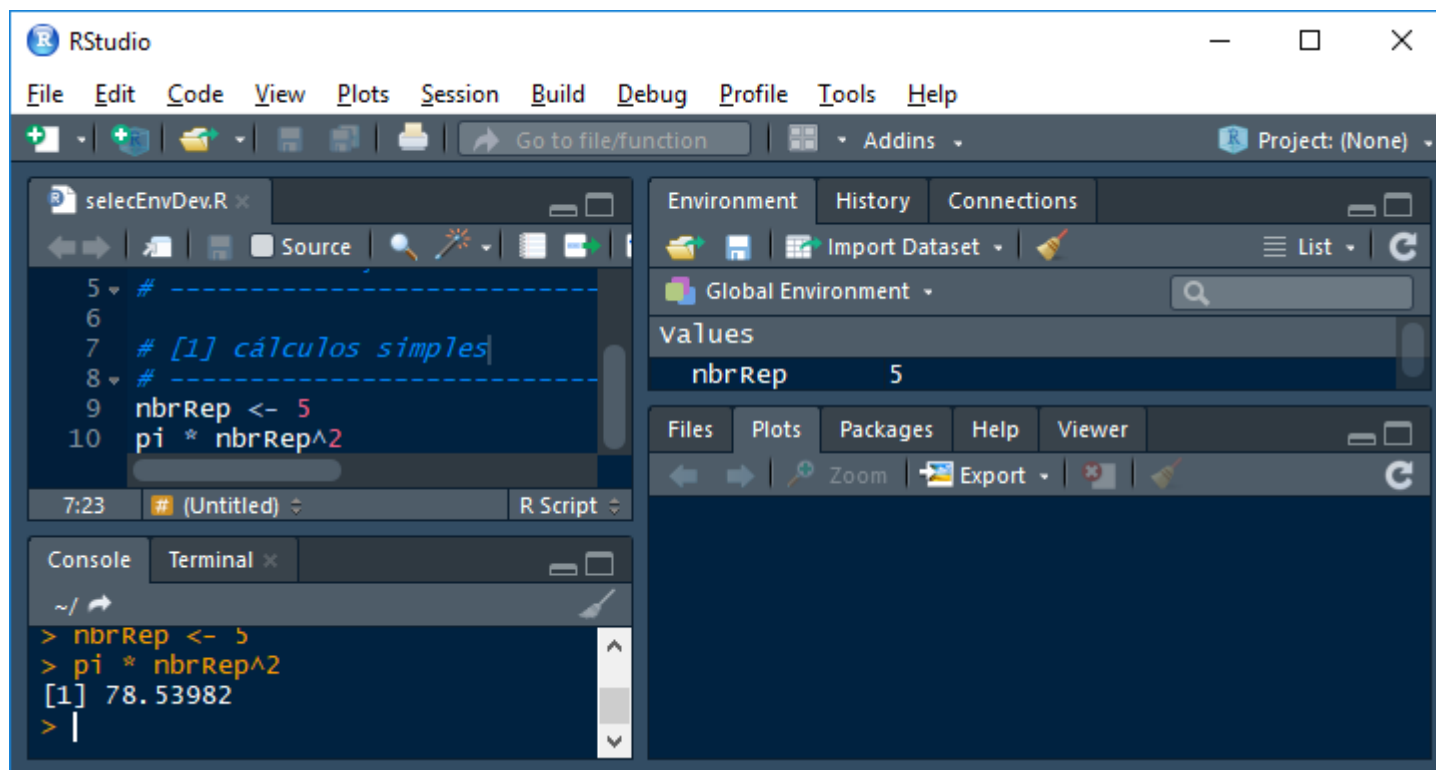 RStudio
File Edit Code View Plots Session Build Debug Profile Tools Help
Go to file/function Addins Project: (None)
selecEnvDev.R
Source
5 # ----------------------------
6
7 # [1] cálculos simples
8 # ----------------------------
9 nbrRep <- 5
10 pi * nbrRep^2
7:23 # (Untitled) R Script
Console Terminal
~/
> nbrRep <- 5
> pi * nbrRep^2
[1] 78.53982
>
Environment History Connections
Import Dataset List
Global Environment
Values
nbrRep 5
Files Plots Packages Help Viewer
Zoom Export